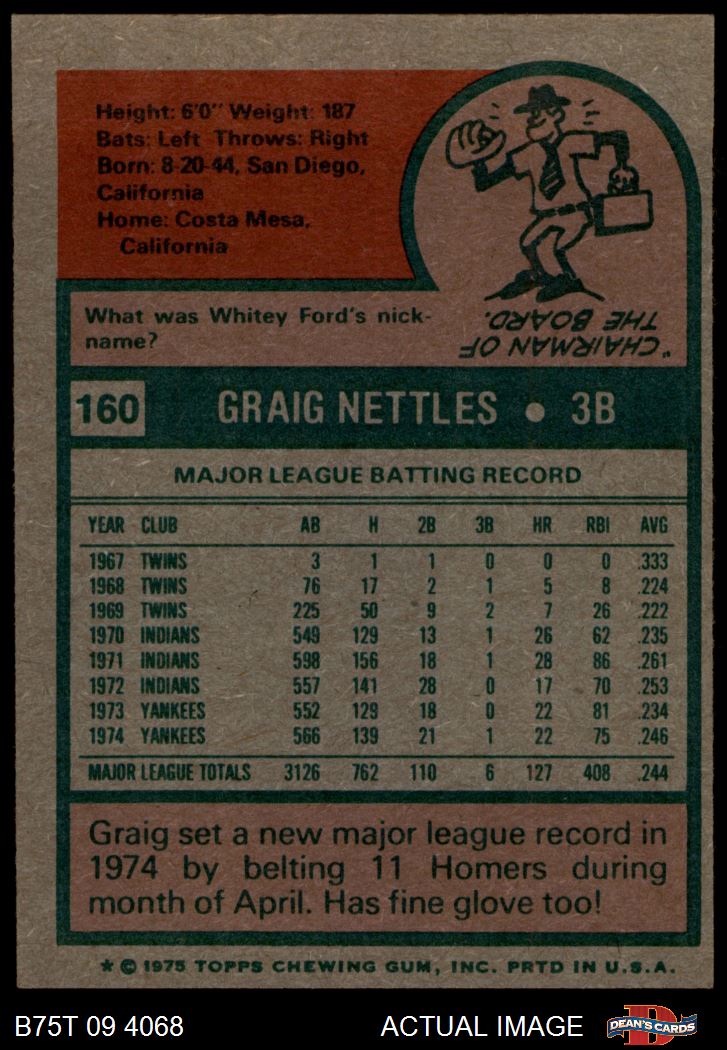 Height: 6'0" Weight: 187
Bats: Left Throws: Right
Born: 8-20-44, San Diego,
California
Home: Costa Mesa,
California
What was Whitey Ford's nick-
name?
"CHAIRMAN OF
THE BOARD.
160 GRAIG NETTLES • 3B
MAJOR LEAGUE BATTING RECORD
YEAR CLUB AB H 2B 3B HR RBI AVG
1967 TWINS 3 1 1 0 0 0 .333
1968 TWINS 76 17 2 1 5 8 .224
1969 TWINS 225 50 9 2 7 26 .222
1970 INDIANS 549 129 13 1 26 62 .235
1971 INDIANS 598 156 18 1 28 86 .261
1972 INDIANS 557 141 28 0 17 70 .253
1973 YANKEES 552 129 18 0 22 81 .234
1974 YANKEES 566 139 21 1 22 75 .246
MAJOR LEAGUE TOTALS 3126 762 110 6 127 408 .244
Graig set a new major league record in
1974 by belting 11 Homers during
month of April. Has fine glove too!
* © 1975 TOPPS CHEWING GUM, INC. PRTD IN U.S.A.
B75T 09 4068 ACTUAL IMAGE DEAN'S CARDS